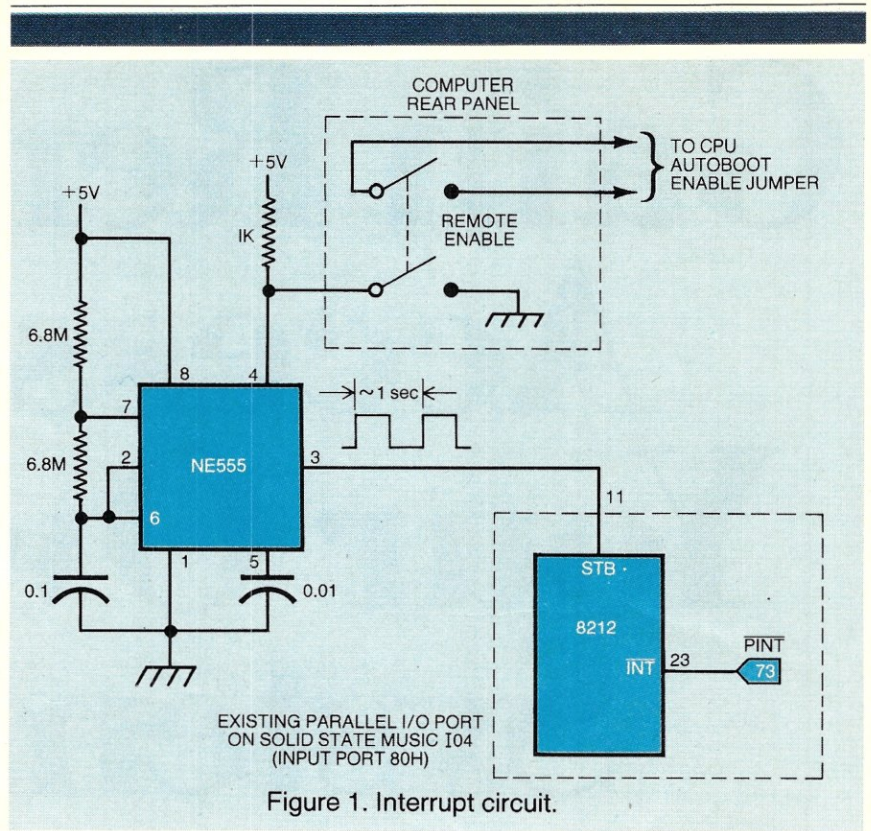 COMPUTER
REAR PANEL
TO CPU
AUTOBOOT
ENABLE JUMPER
+5V
+5V
1K
REMOTE
ENABLE
6.8M
8
4
~1 sec
7
6.8M
2
NE555
3
6
11
1
5
0.1
0.01
STB
8212
INT
23
PINT
73
EXISTING PARALLEL I/O PORT
ON SOLID STATE MUSIC IO4
(INPUT PORT 80H)
Figure 1. Interrupt circuit.